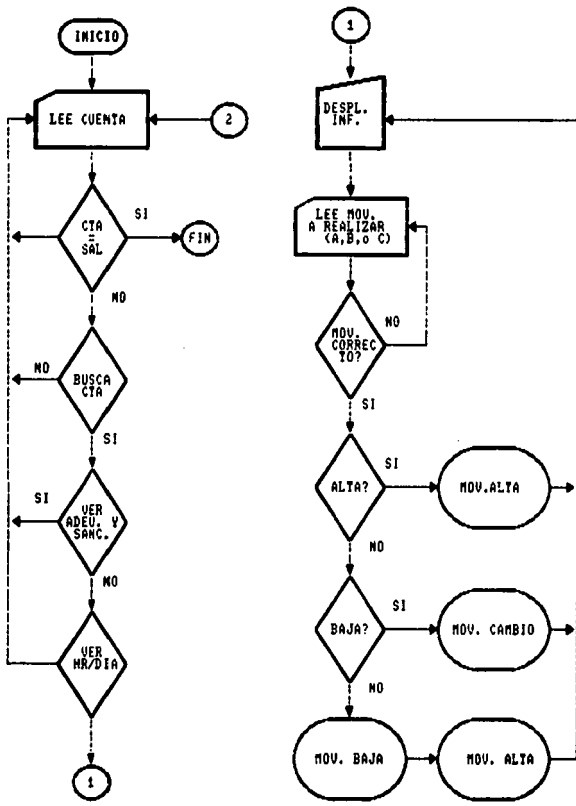 INICIO
LEE CUENTA
2
CTA
=
SAL
SI
FIN
NO
BUSCA
CTA
NO
SI
VER
ADEU. Y
SANC.
SI
NO
VER
HR/DIA
1
1
DESPL.
INF.
LEE MOV.
A REALIZAR
(A,B,o C)
MOV.
CORREC
TO?
NO
SI
ALTA?
SI
MOV.ALTA
NO
BAJA?
SI
MOV. CAMBIO
NO
MOV. BAJA
MOV. ALTA